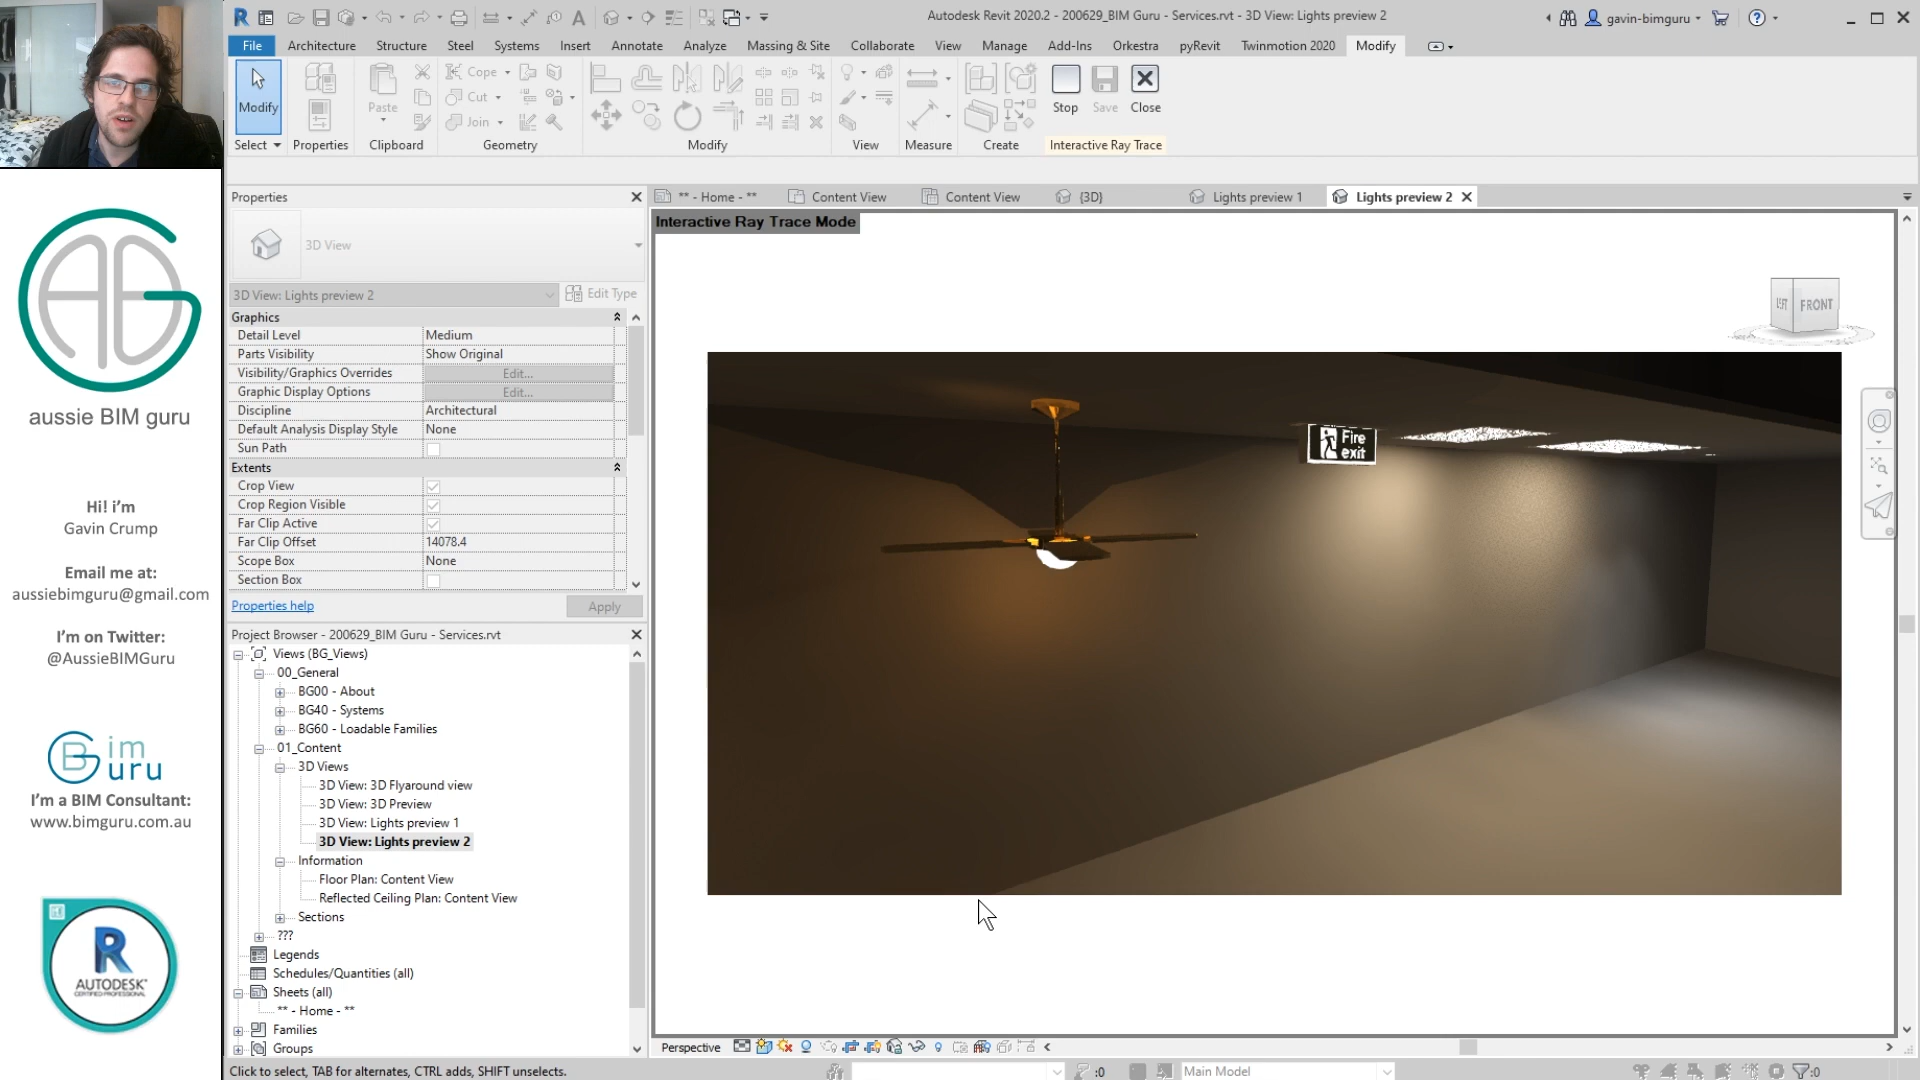 Autodesk Revit 2020.2 - 200629_BIM Guru - Services.rvt - 3D View: Lights preview 2
gavin-bimguru
File
Architecture
Structure
Steel
Systems
Insert
Annotate
Analyze
Massing & Site
Collaborate
View
Manage
Add-Ins
Orkestra
pyRevit
Twinmotion 2020
Modify
Modify
Paste
Cope
Cut
Join
Stop
Save
Close
Select
Properties
Clipboard
Geometry
Modify
View
Measure
Create
Interactive Ray Trace
aussie BIM guru
Hi! i'm
Gavin Crump
Email me at:
aussiebimguru@gmail.com
I'm on Twitter:
@AussieBIMGuru
Bim
Guru
I'm a BIM Consultant:
www.bimguru.com.au
R
AUTODESK
CERTIFIED PROFESSIONAL
Properties
3D View
3D View: Lights preview 2
Edit Type
Graphics
Detail Level Medium
Parts Visibility Show Original
Visibility/Graphics Overrides Edit...
Graphic Display Options Edit...
Discipline Architectural
Default Analysis Display Style None
Sun Path
Extents
Crop View
Crop Region Visible
Far Clip Active
Far Clip Offset 14078.4
Scope Box None
Section Box
Properties help
Apply
Project Browser - 200629_BIM Guru - Services.rvt
Views (BG_Views)
00_General
BG00 - About
BG40 - Systems
BG60 - Loadable Families
01_Content
3D Views
3D View: 3D Flyaround view
3D View: 3D Preview
3D View: Lights preview 1
3D View: Lights preview 2
Information
Floor Plan: Content View
Reflected Ceiling Plan: Content View
Sections
???
Legends
Schedules/Quantities (all)
Sheets (all)
** - Home - **
Families
Groups
** - Home - **
Content View
Content View
{3D}
Lights preview 1
Lights preview 2
Interactive Ray Trace Mode
LEFT
FRONT
Fire
exit
Perspective
Click to select, TAB for alternates, CTRL adds, SHIFT unselects.
:0
Main Model
:0